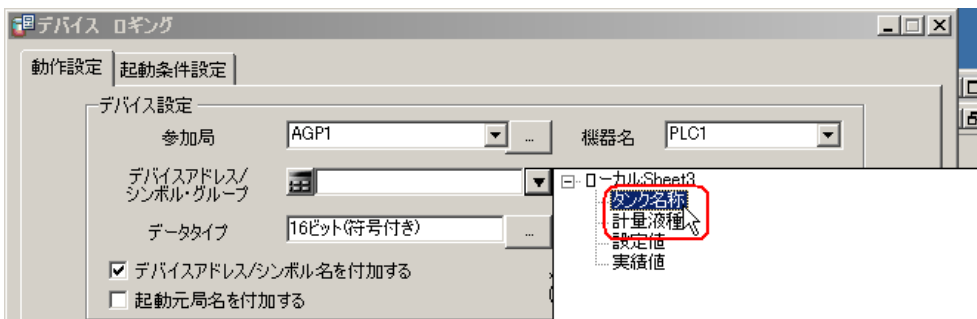 デバイス ロギング
動作設定 起動条件設定
デバイス設定
参加局 AGP1 ... 機器名 PLC1
デバイスアドレス/
シンボル・グループ
データタイプ 16ビット(符号付き) ...
デバイスアドレス/シンボル名を付加する
起動元局名を付加する
ローカル:Sheet3
タンク名称
計量液種
設定値
実績値